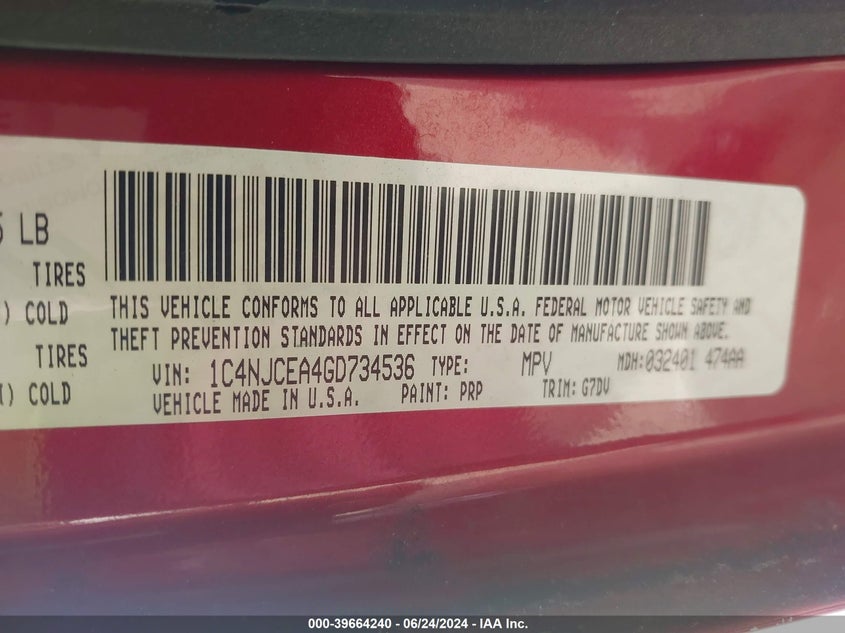 5 LB
TIRES
) COLD
TIRES
) COLD
THIS VEHICLE CONFORMS TO ALL APPLICABLE U.S.A. FEDERAL MOTOR VEHICLE SAFETY AND
THEFT PREVENTION STANDARDS IN EFFECT ON THE DATE OF MANUFACTURE SHOWN ABOVE.
VIN: 1C4NJCEA4GD734536 TYPE: MPV MDH:032401 474AA
VEHICLE MADE IN U.S.A. PAINT: PRP TRIM: G7DV
000-39664240 - 06/24/2024 - IAA Inc.